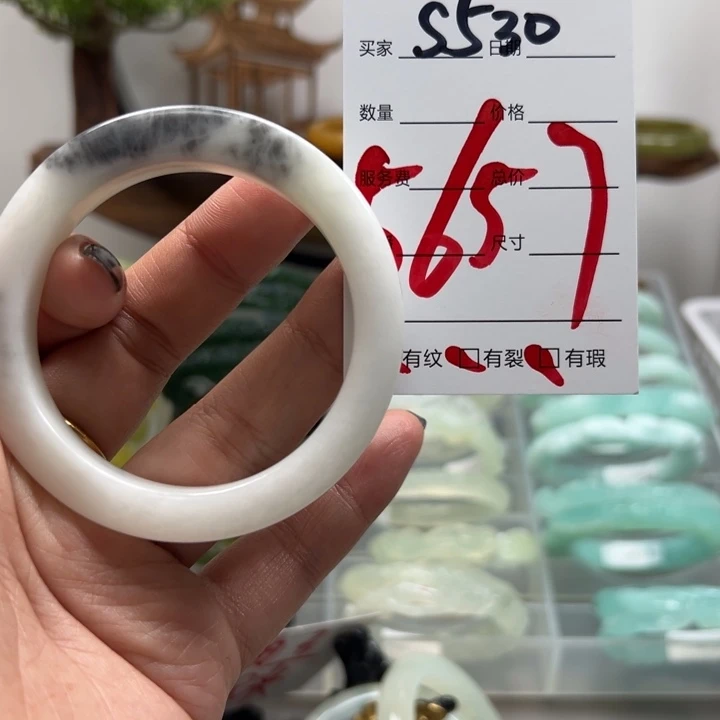 S530
买家 日期
数量 价格
服务费 总价
5657
尺寸
有纹 有裂 有瑕